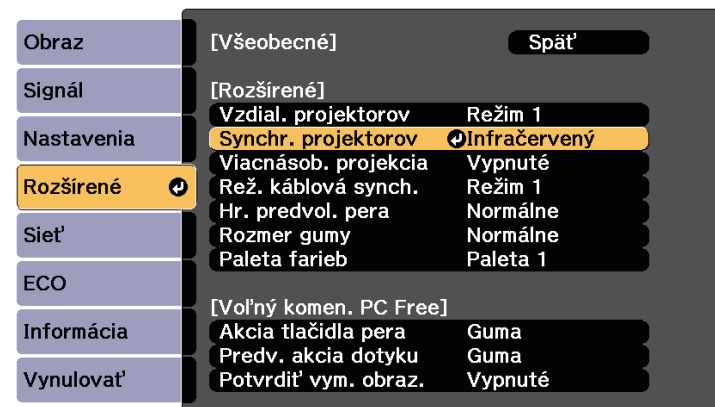 Obraz
Signál
Nastavenia
Rozšírené
Sieť
ECO
Informácia
Vynulovať
[Všeobecné] Späť
[Rozšírené]
Vzdial. projektorov Režim 1
Synchr. projektorov Infračervený
Viacnásob. projekcia Vypnuté
Rež. káblová synch. Režim 1
Hr. predvol. pera Normálne
Rozmer gumy Normálne
Paleta farieb Paleta 1
[Voľný komen. PC Free]
Akcia tlačidla pera Guma
Predv. akcia dotyku Guma
Potvrdiť vym. obraz. Vypnuté